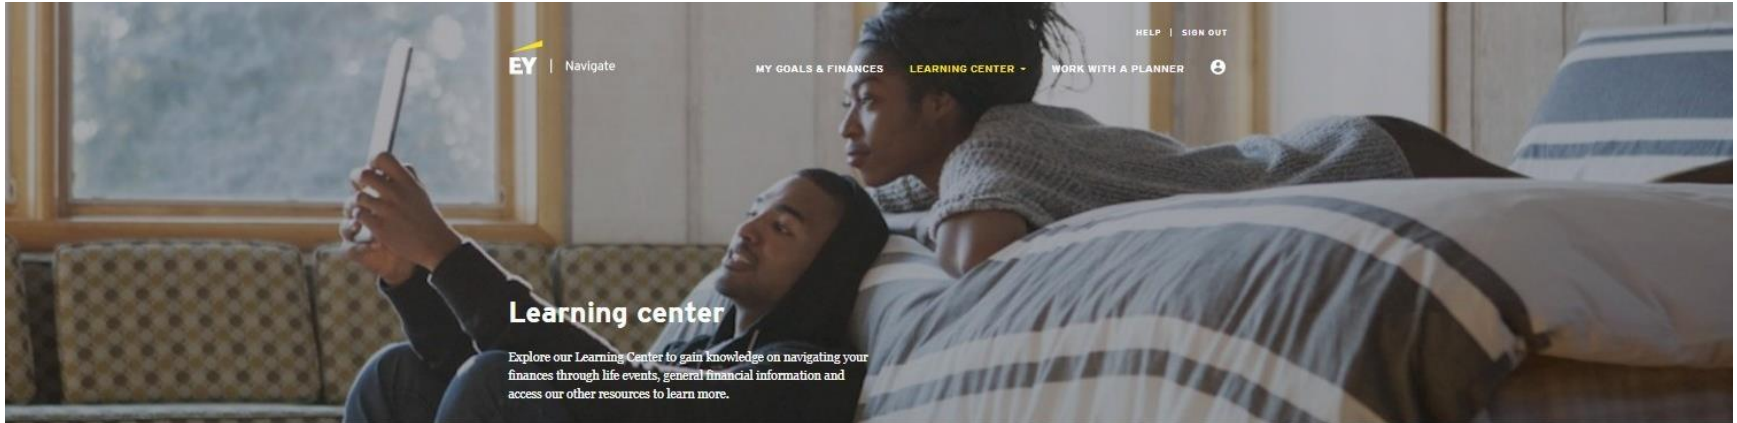 HELP | SIGN OUT
EY | Navigate
MY GOALS & FINANCES LEARNING CENTER WORK WITH A PLANNER
Learning center
Explore our Learning Center to gain knowledge on navigating your
finances through life events, general financial information and
access our other resources to learn more.